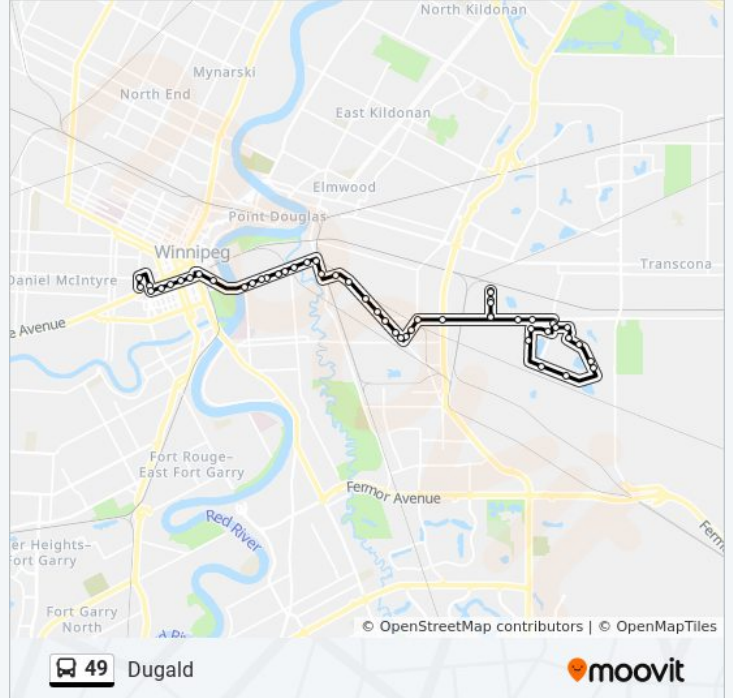 North Kildonan
Mynarski
North End
East Kildonan
Elmwood
Point Douglas
Winnipeg
Transcona
Daniel McIntyre
e Avenue
Fort Rouge–
East Fort Garry
Fermor Avenue
Red River
Ferm
er Heights–
Fort Garry
Fort Garry
North
© OpenStreetMap contributors | © OpenMapTiles
49 Dugald
moovit